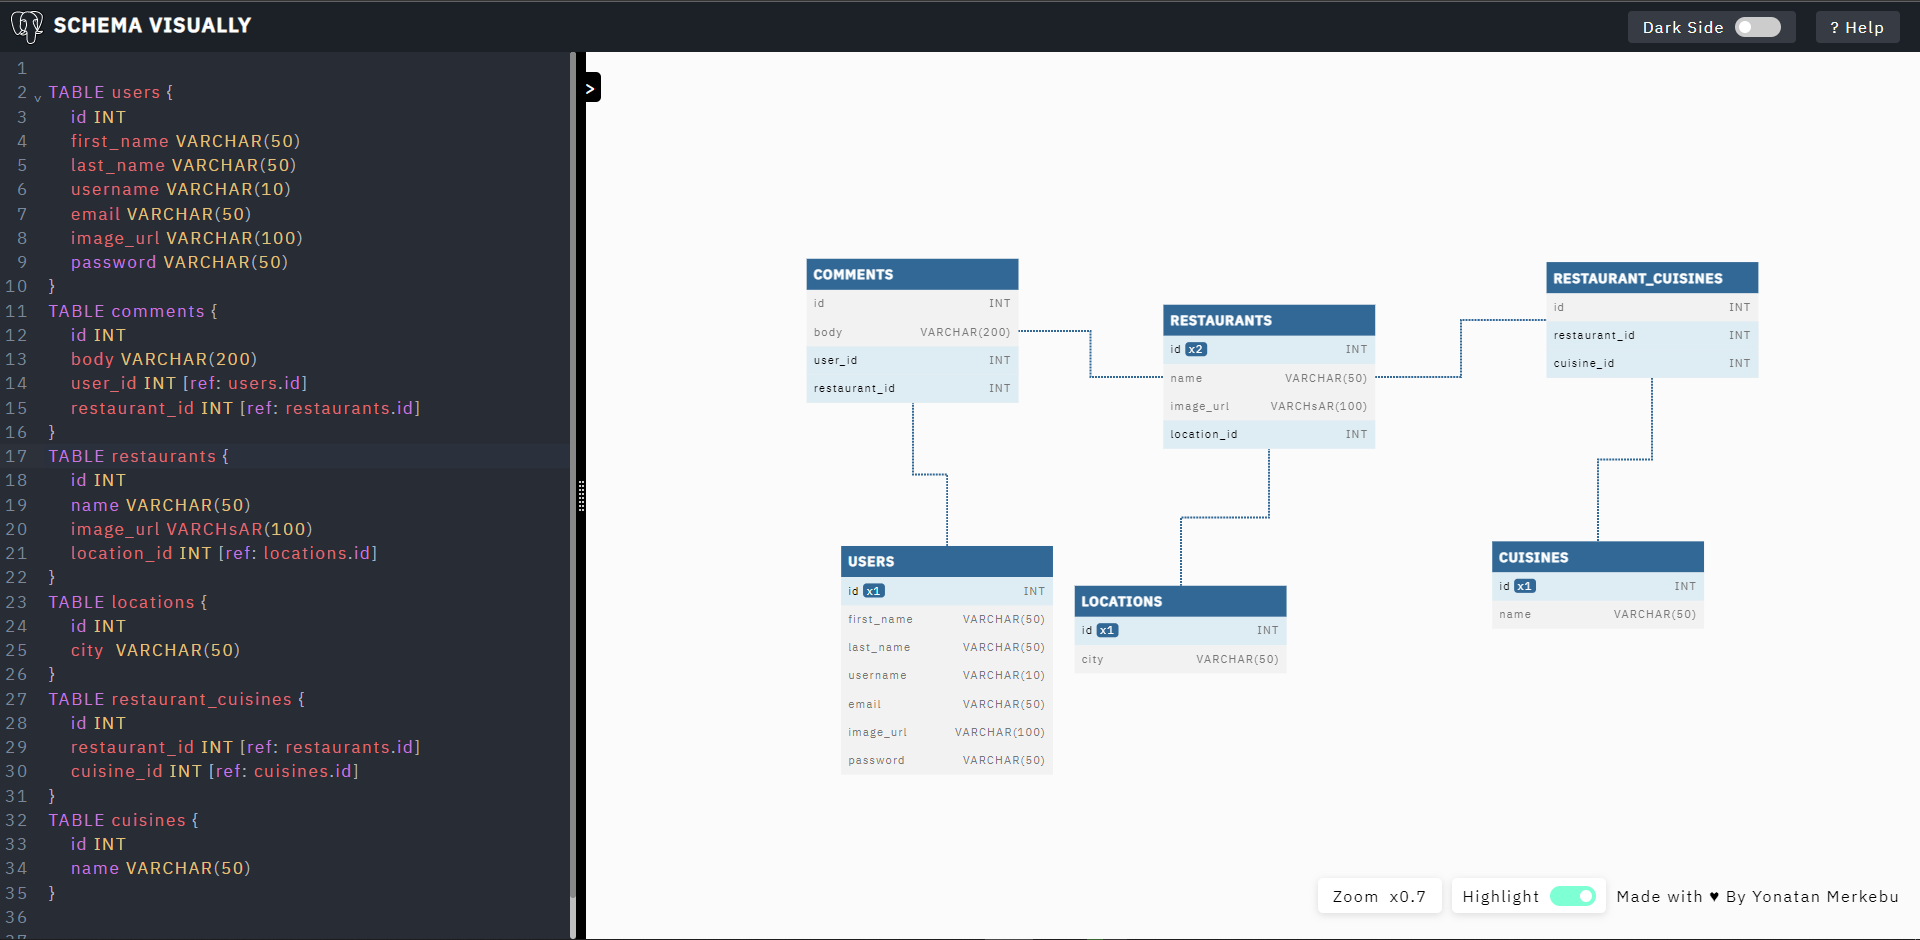 SCHEMA VISUALLY
Dark Side
? Help
1
2 v TABLE users {
3 id INT
4 first_name VARCHAR(50)
5 last_name VARCHAR(50)
6 username VARCHAR(10)
7 email VARCHAR(50)
8 image_url VARCHAR(100)
9 password VARCHAR(50)
10 }
11 TABLE comments {
12 id INT
13 body VARCHAR(200)
14 user_id INT [ref: users.id]
15 restaurant_id INT [ref: restaurants.id]
16 }
17 TABLE restaurants {
18 id INT
19 name VARCHAR(50)
20 image_url VARCHsAR(100)
21 location_id INT [ref: locations.id]
22 }
23 TABLE locations {
24 id INT
25 city  VARCHAR(50)
26 }
27 TABLE restaurant_cuisines {
28 id INT
29 restaurant_id INT [ref: restaurants.id]
30 cuisine_id INT [ref: cuisines.id]
31 }
32 TABLE cuisines {
33 id INT
34 name VARCHAR(50)
35 }
36
37
>
COMMENTS
id INT
body VARCHAR(200)
user_id INT
restaurant_id INT
RESTAURANTS
id x2 INT
name VARCHAR(50)
image_url VARCHsAR(100)
location_id INT
RESTAURANT_CUISINES
id INT
restaurant_id INT
cuisine_id INT
USERS
id x1 INT
first_name VARCHAR(50)
last_name VARCHAR(50)
username VARCHAR(10)
email VARCHAR(50)
image_url VARCHAR(100)
password VARCHAR(50)
LOCATIONS
id x1 INT
city VARCHAR(50)
CUISINES
id x1 INT
name VARCHAR(50)
Zoom x0.7
Highlight
Made with ♥ By Yonatan Merkebu